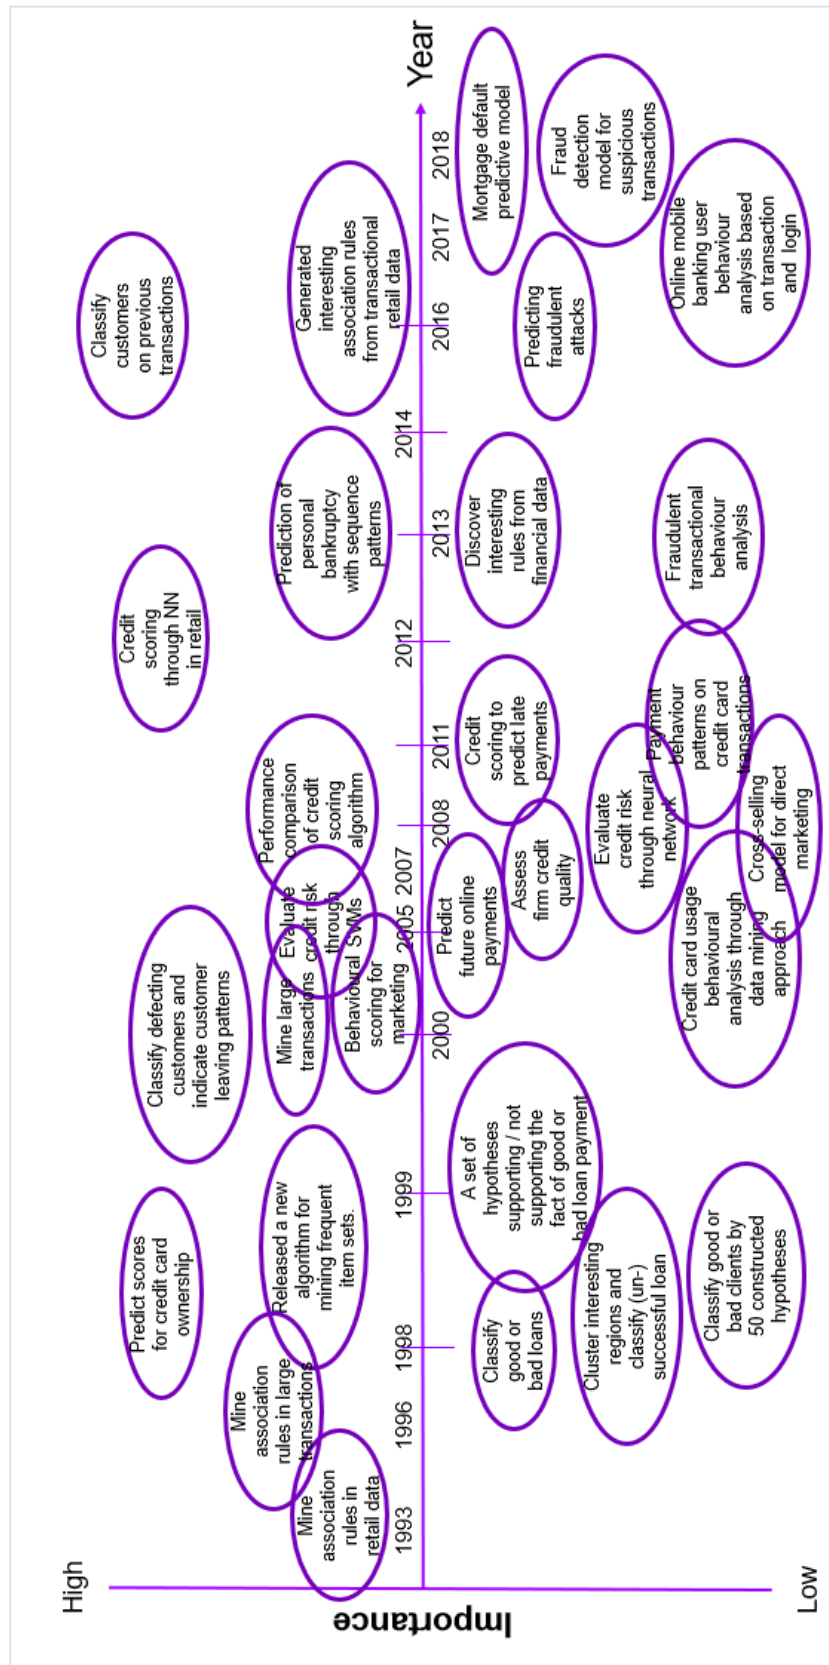 High
Importance
Low
Year
1993
1996
1998
1999
2000
2005
2007
2008
2011
2012
2013
2014
2016
2017
2018
Mine
association
rules in
retail data
Mine
association
rules in large
transactions
Predict scores
for credit card
ownership
Released a new
algorithm for
mining frequent
item sets.
Classify defecting
customers and
indicate customer
leaving patterns
Mine large
transactions
Behavioural
scoring for
marketing
Evaluate
credit risk
through
SVMs
Performance
comparison
of credit
scoring
algorithm
Credit
scoring
through NN
in retail
Prediction of
personal
bankruptcy
with sequence
patterns
Classify
customers
on previous
transactions
Generated
interesting
association rules
from transactional
retail data
Classify
good or
bad loans
Cluster interesting
regions and
classify (un-)
successful loan
Classify good or
bad clients by
50 constructed
hypotheses
A set of
hypotheses
supporting / not
supporting the
fact of good or
bad loan payment
Predict
future online
payments
Assess
firm credit
quality
Evaluate
credit risk
through neural
network
Credit card usage
behavioural
analysis through
data mining
approach
Cross-selling
model for direct
marketing
Payment
behaviour
patterns on
credit card
transactions
Credit
scoring to
predict late
payments
Discover
interesting
rules from
financial data
Fraudulent
transactional
behaviour
analysis
Predicting
fraudulent
attacks
Mortgage default
predictive model
Fraud
detection
model for
suspicious
transactions
Online mobile
banking user
behaviour
analysis based
on transaction
and login